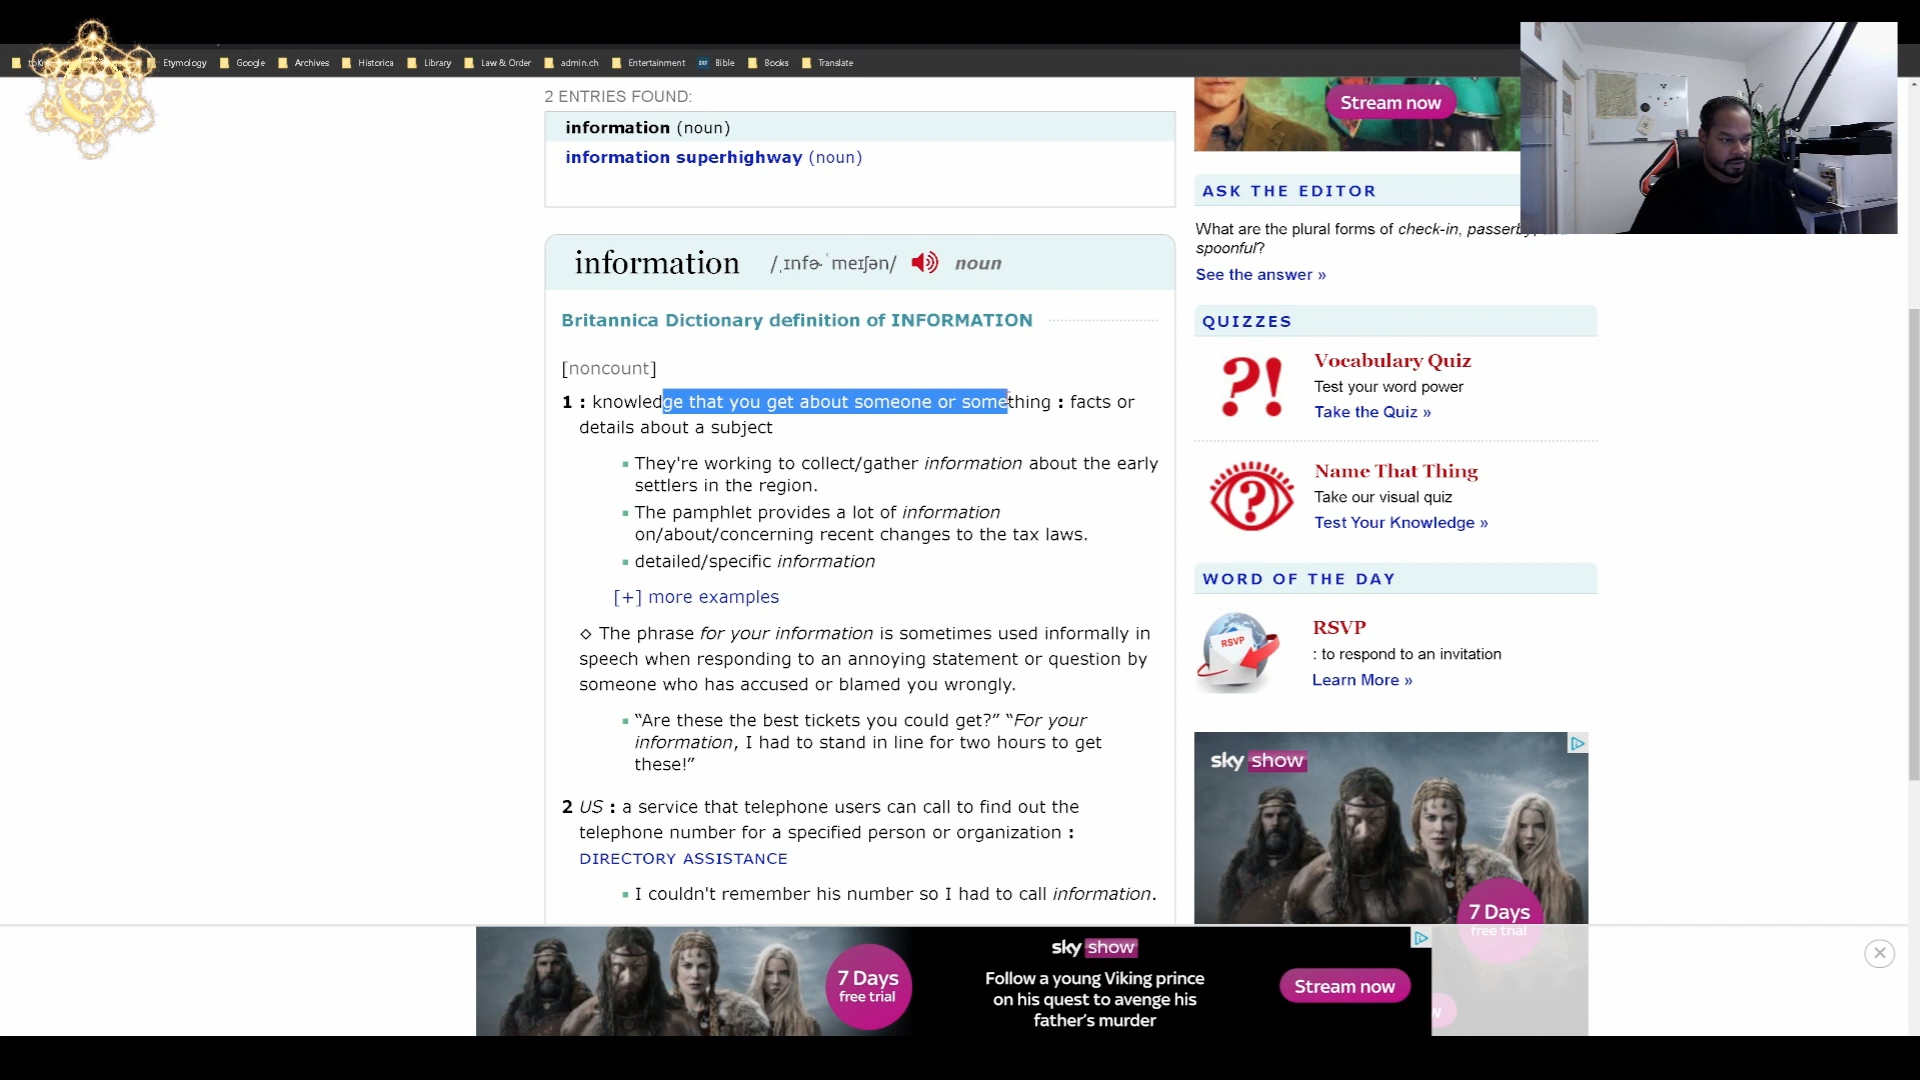 Etymology Google Archives Historica Library Law & Order admin.ch Entertainment Bible Books Translate
2 ENTRIES FOUND:
information (noun)
information superhighway (noun)
information /ˌɪnfɚˈmeɪʃən/ noun
Britannica Dictionary definition of INFORMATION
[noncount]
1 : knowledge that you get about someone or something : facts or
details about a subject
▪ They're working to collect/gather information about the early
settlers in the region.
▪ The pamphlet provides a lot of information
on/about/concerning recent changes to the tax laws.
▪ detailed/specific information
[+] more examples
◇ The phrase for your information is sometimes used informally in
speech when responding to an annoying statement or question by
someone who has accused or blamed you wrongly.
▪ “Are these the best tickets you could get?” “For your
information, I had to stand in line for two hours to get
these!”
2 US : a service that telephone users can call to find out the
telephone number for a specified person or organization :
DIRECTORY ASSISTANCE
▪ I couldn't remember his number so I had to call information.
Stream now
ASK THE EDITOR
What are the plural forms of check-in, passerby,
spoonful?
See the answer »
QUIZZES
Vocabulary Quiz
Test your word power
Take the Quiz »
Name That Thing
Take our visual quiz
Test Your Knowledge »
WORD OF THE DAY
RSVP
RSVP
: to respond to an invitation
Learn More »
sky show
7 Days
free trial
7 Days
free trial
sky show
Follow a young Viking prince
on his quest to avenge his
father's murder
Stream now